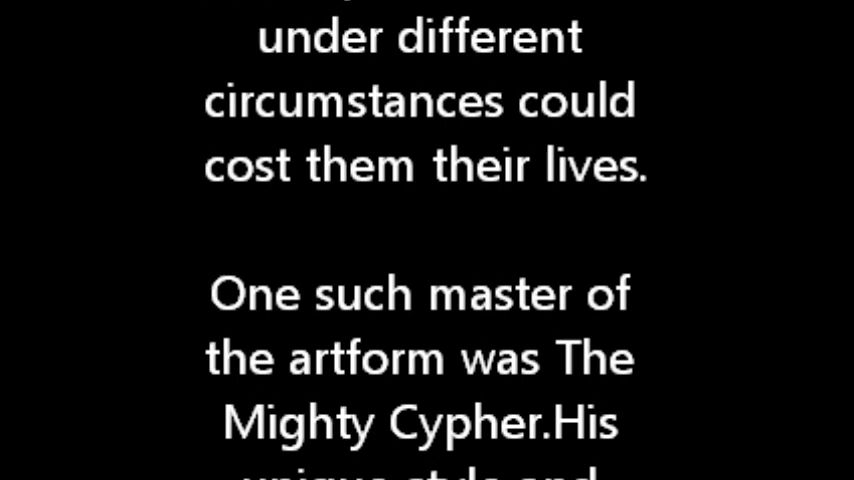 under different
circumstances could
cost them their lives.
One such master of
the artform was The
Mighty Cypher.His
unique style and